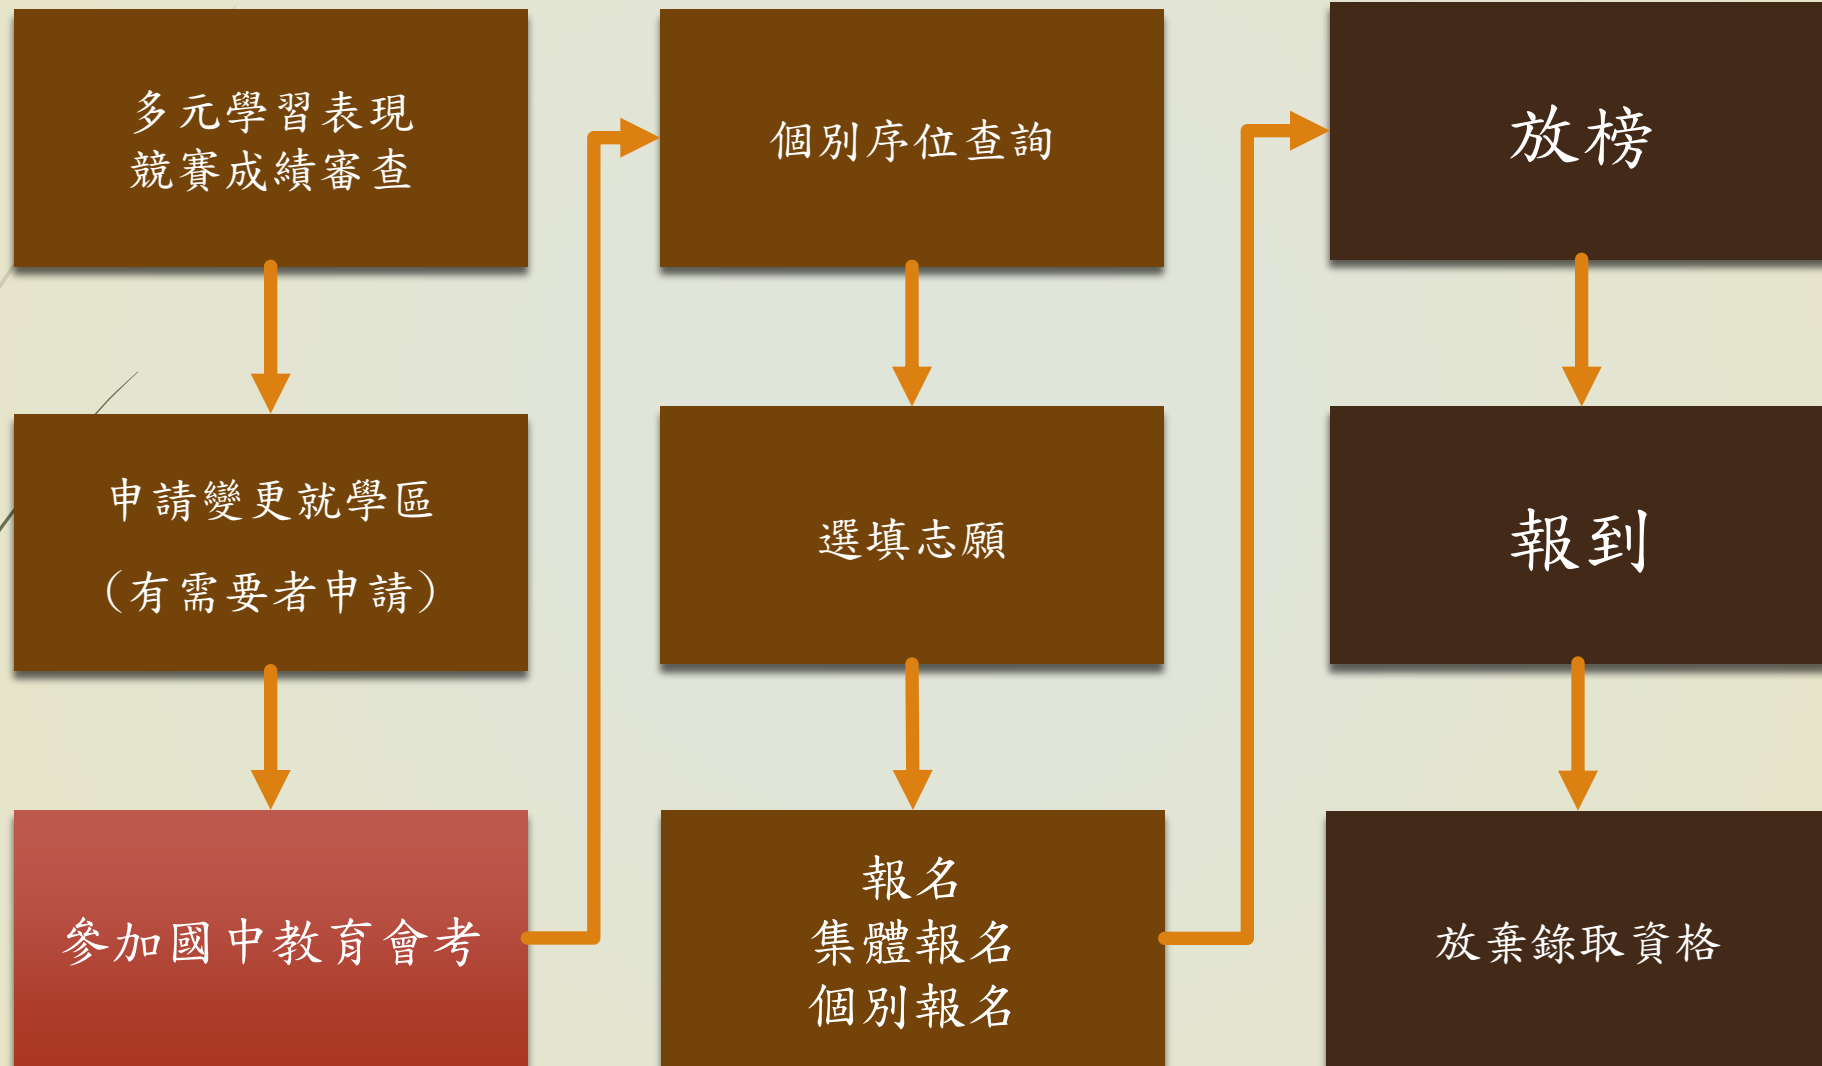 多元學習表現
競賽成績審查
申請變更就學區
（有需要者申請）
參加國中教育會考
個別序位查詢
選填志願
報名
集體報名
個別報名
放榜
報到
放棄錄取資格